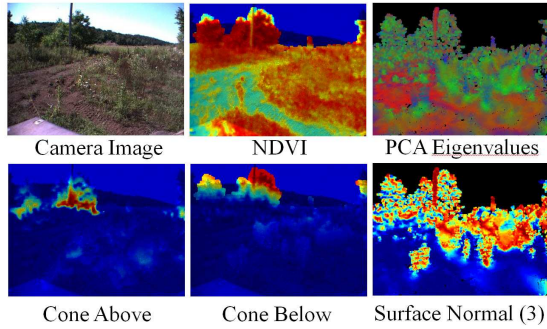 Camera Image
NDVI
PCA Eigenvalues
Cone Above
Cone Below
Surface Normal (3)